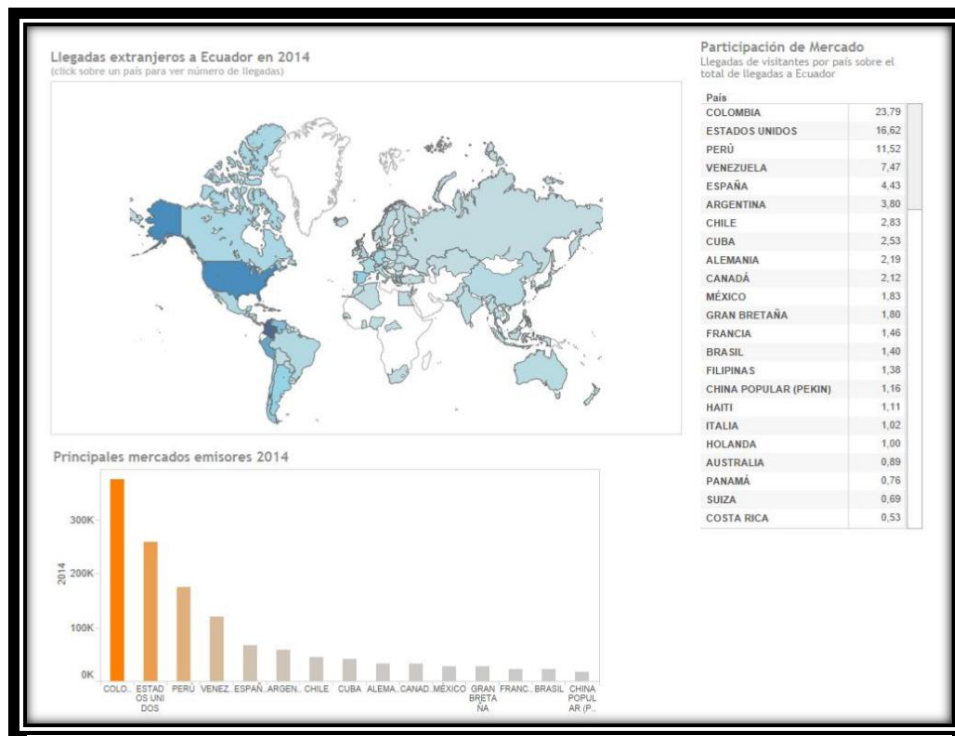 Llegadas extranjeros a Ecuador en 2014
(click sobre un país para ver número de llegadas)
Participación de Mercado
Llegadas de visitantes por país sobre el
total de llegadas a Ecuador
País
COLOMBIA 23,79
ESTADOS UNIDOS 16,62
PERÚ 11,52
VENEZUELA 7,47
ESPAÑA 4,43
ARGENTINA 3,80
CHILE 2,83
CUBA 2,53
ALEMANIA 2,19
CANADÁ 2,12
MÉXICO 1,83
GRAN BRETAÑA 1,80
FRANCIA 1,46
BRASIL 1,40
FILIPINAS 1,38
CHINA POPULAR (PEKIN) 1,16
HAITI 1,11
ITALIA 1,02
HOLANDA 1,00
AUSTRALIA 0,89
PANAMÁ 0,76
SUIZA 0,69
COSTA RICA 0,53
Principales mercados emisores 2014
2014
300K
200K
100K
0K
COLO.. ESTAD PERÚ VENEZ.. ESPAÑ.. ARGEN.. CHILE CUBA ALEMA.. CANAD.. MÉXICO GRAN FRANC.. BRASIL CHINA
OS UNI BRETA POPUL
DOS ÑA AR (P..